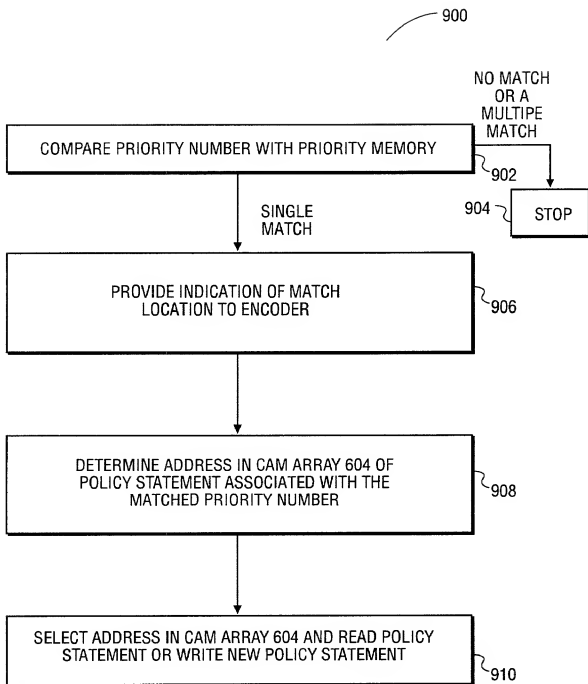 900
NO MATCH
OR A
MULTIPE
MATCH
COMPARE PRIORITY NUMBER WITH PRIORITY MEMORY
902
904
STOP
SINGLE
MATCH
PROVIDE INDICATION OF MATCH
LOCATION TO ENCODER
906
DETERMINE ADDRESS IN CAM ARRAY 604 OF
POLICY STATEMENT ASSOCIATED WITH THE
MATCHED PRIORITY NUMBER
908
SELECT ADDRESS IN CAM ARRAY 604 AND READ POLICY
STATEMENT OR WRITE NEW POLICY STATEMENT
910